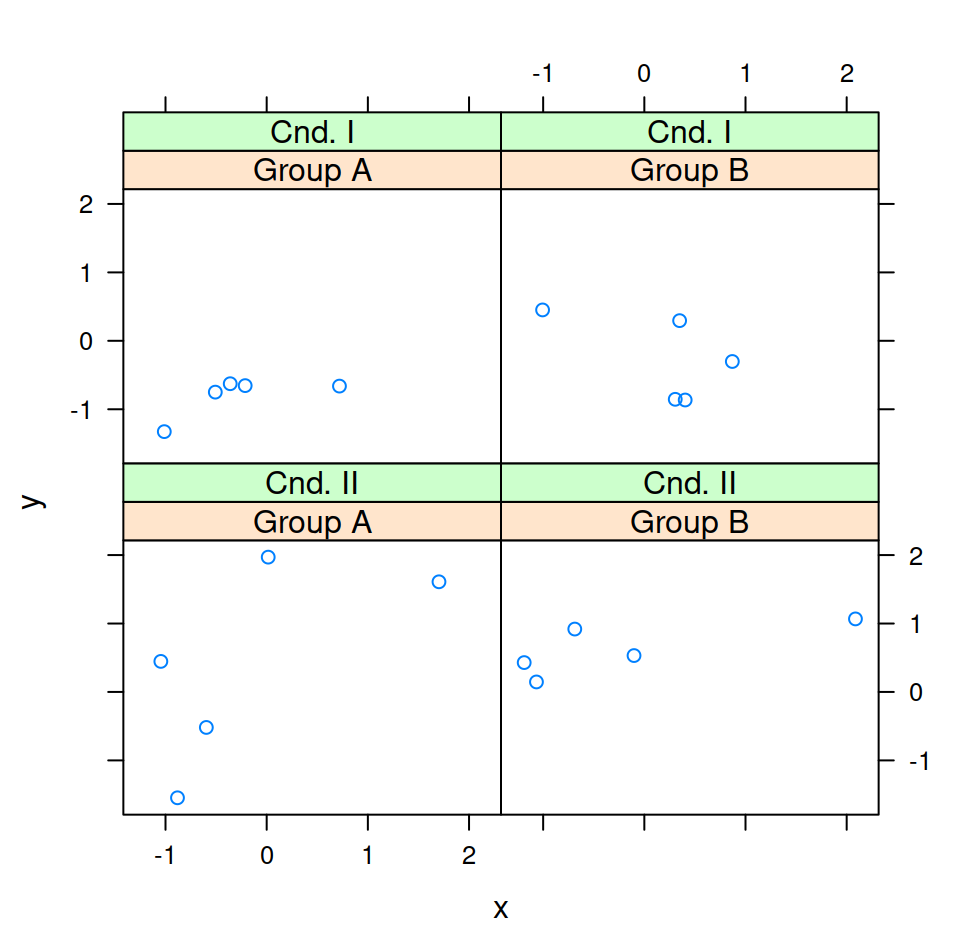 -1 0 1 2
Cnd. I Cnd. I
Group A Group B
2
1
0
-1
Cnd. II Cnd. II
Group A Group B
2
1
0
-1
y
-1 0 1 2
x